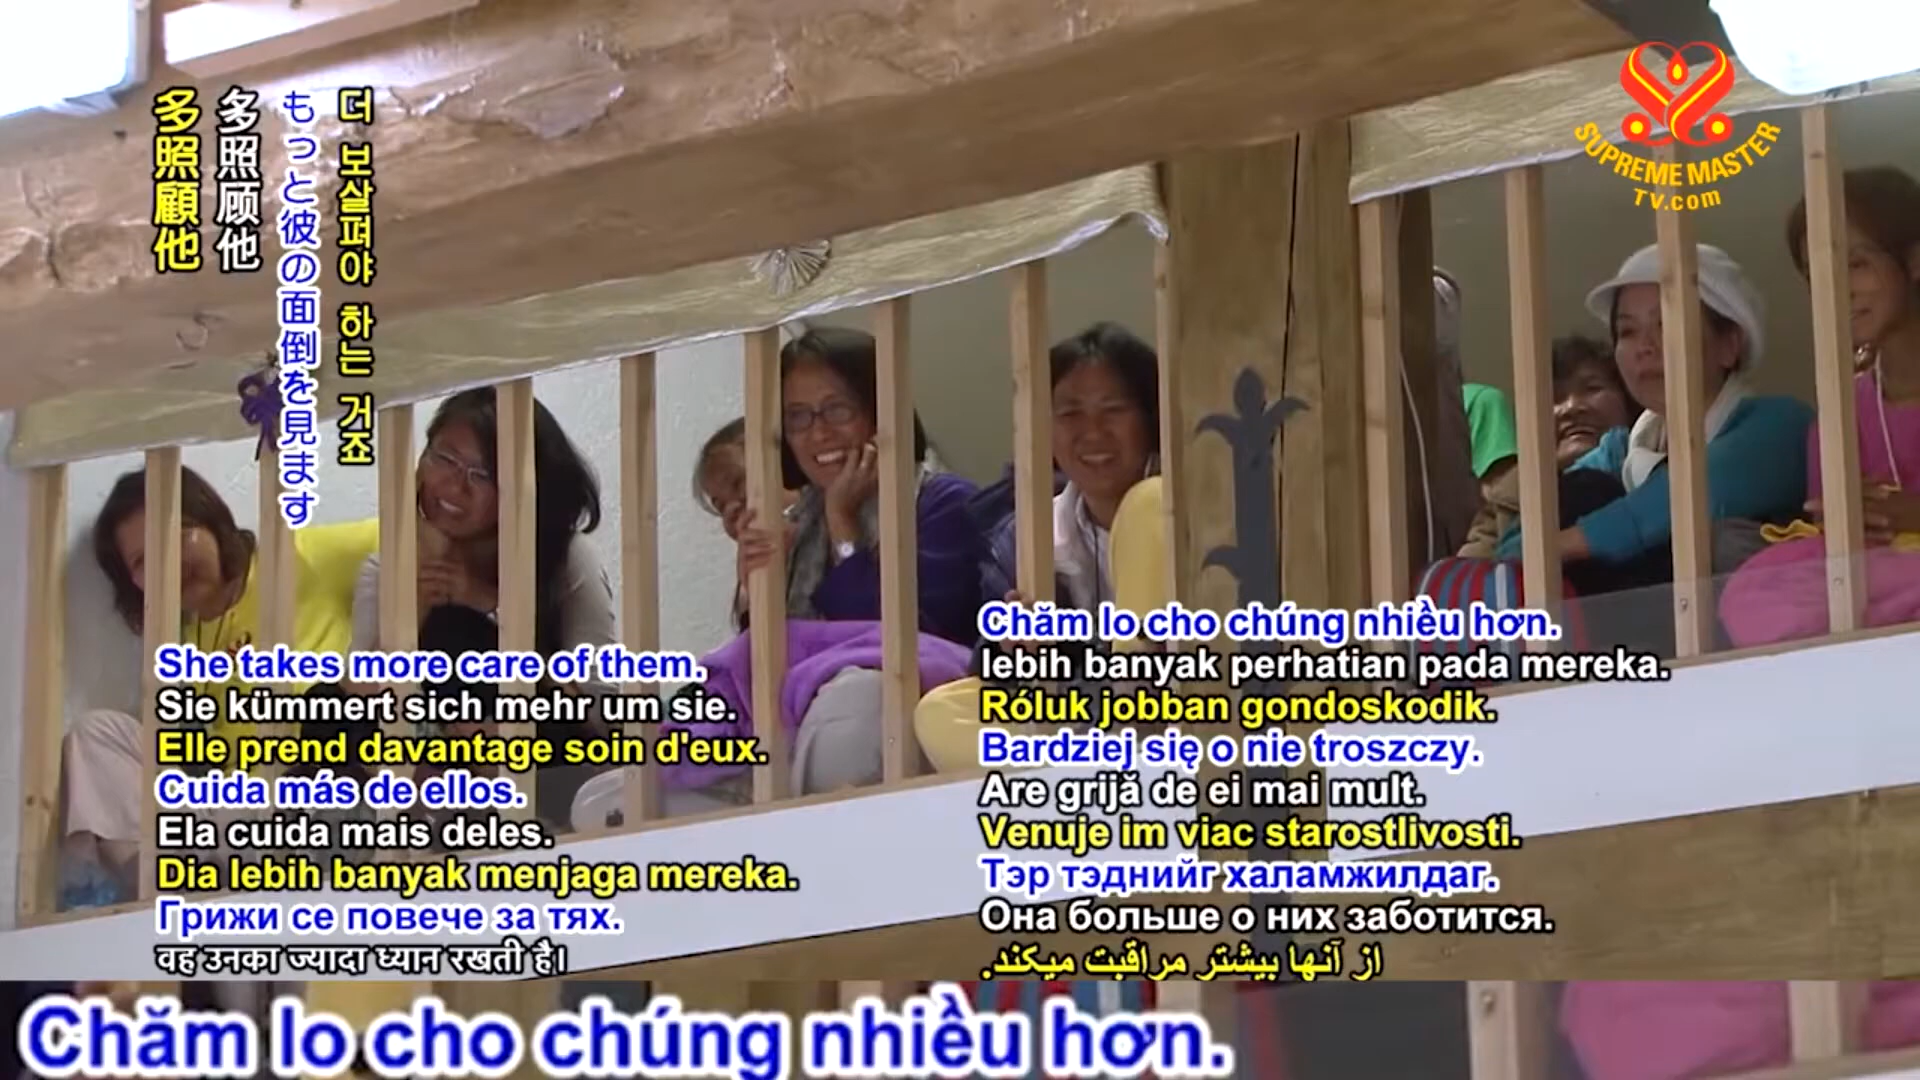 多照顧他
多照顾他
もっと彼の面倒を見ます
더 보살펴야 하는 거죠
SUPREME MASTER
TV.com
She takes more care of them.
Sie kümmert sich mehr um sie.
Elle prend davantage soin d'eux.
Cuida más de ellos.
Ela cuida mais deles.
Dia lebih banyak menjaga mereka.
Грижи се повече за тях.
वह उनका ज्यादा ध्यान रखती है।
Chăm lo cho chúng nhiều hơn.
lebih banyak perhatian pada mereka.
Róluk jobban gondoskodik.
Bardziej się o nie troszczy.
Are grijă de ei mai mult.
Venuje im viac starostlivosti.
Тэр тэднийг халамжилдаг.
Она больше о них заботится.
از آنها بیشتر مراقبت میکند.
Chăm lo cho chúng nhiều hơn.